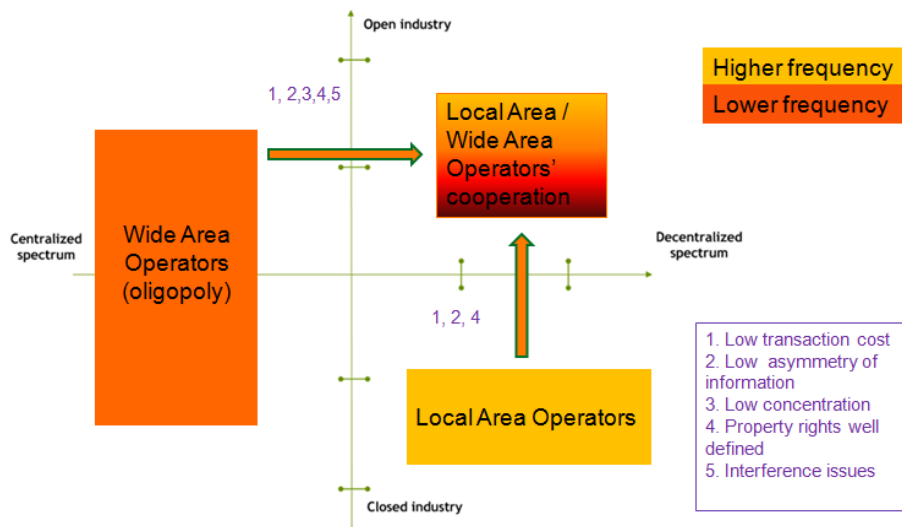 Open industry
Higher frequency
Lower frequency
1, 2,3,4,5
Local Area /
Wide Area
Operators'
cooperation
Wide Area
Operators
(oligopoly)
Centralized
spectrum
Decentralized
spectrum
1, 2, 4
Local Area Operators
1. Low transaction cost
2. Low asymmetry of
information
3. Low concentration
4. Property rights well
defined
5. Interference issues
Closed industry